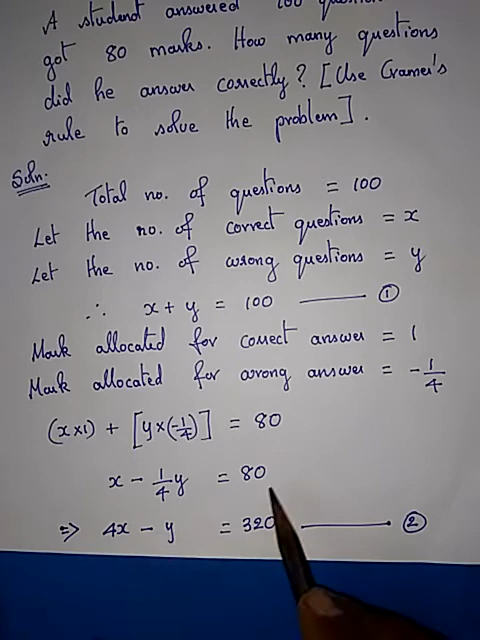 A student answered 100
got 80 marks. How many questions
did he answer correctly? [Use Cramer's
rule to solve the problem].
Soln.
Total no. of questions = 100
Let the no. of correct questions = x
Let the no. of wrong questions = y
∴ x + y = 100 ——— ①
Mark allocated for correct answer = 1
Mark allocated for wrong answer = -1/4
(x×1) + [y×(-1/4)] = 80
x - 1/4 y = 80
⇒ 4x - y = 320 ——— ②